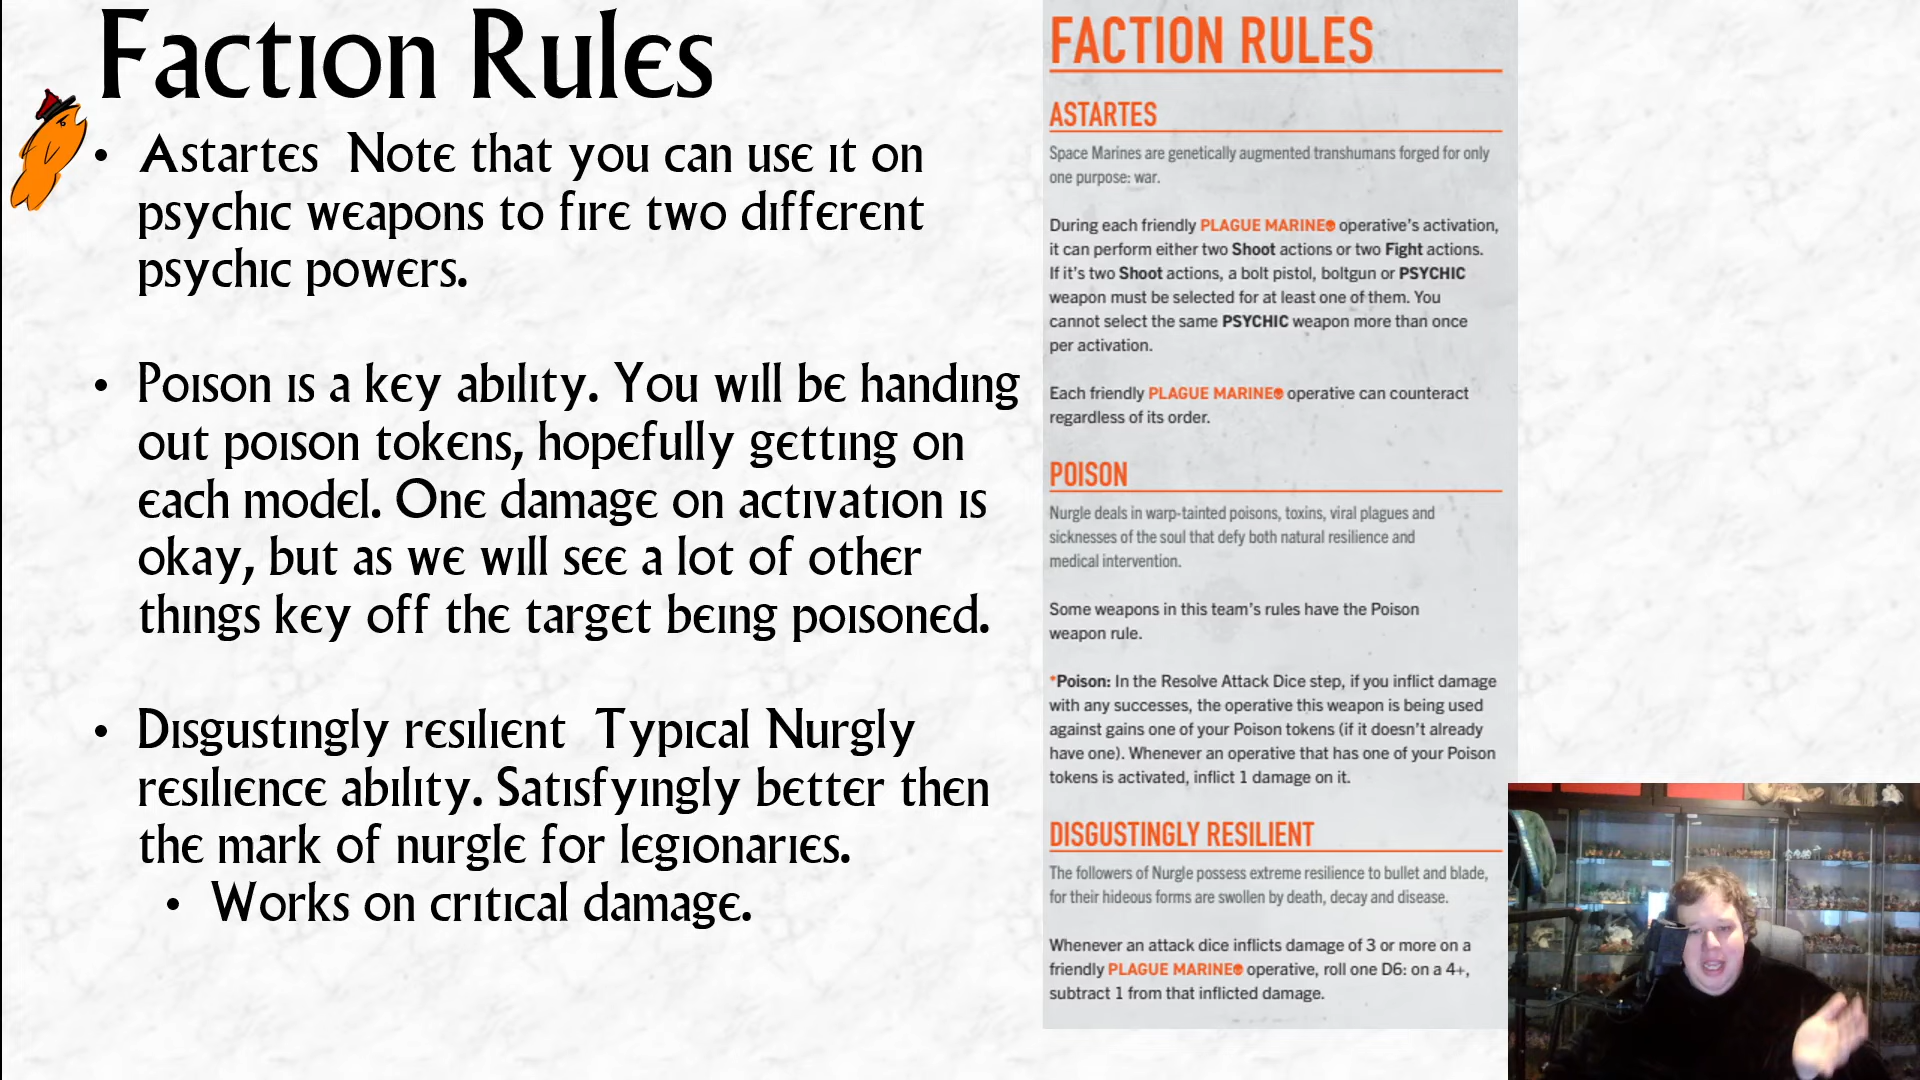 Faction Rules
• Astartes  Note that you can use it on
psychic weapons to fire two different
psychic powers.
• Poison is a key ability. You will be handing
out poison tokens, hopefully getting on
each model. One damage on activation is
okay, but as we will see a lot of other
things key off the target being poisoned.
• Disgustingly resilient  Typical Nurgly
resilience ability. Satisfyingly better then
the mark of nurgle for legionaries.
• Works on critical damage.
FACTION RULES
ASTARTES
Space Marines are genetically augmented transhumans forged for only
one purpose: war.
During each friendly PLAGUE MARINE operative's activation,
it can perform either two Shoot actions or two Fight actions.
If it's two Shoot actions, a bolt pistol, boltgun or PSYCHIC
weapon must be selected for at least one of them. You
cannot select the same PSYCHIC weapon more than once
per activation.
Each friendly PLAGUE MARINE operative can counteract
regardless of its order.
POISON
Nurgle deals in warp-tainted poisons, toxins, viral plagues and
sicknesses of the soul that defy both natural resilience and
medical intervention.
Some weapons in this team's rules have the Poison
weapon rule.
*Poison: In the Resolve Attack Dice step, if you inflict damage
with any successes, the operative this weapon is being used
against gains one of your Poison tokens (if it doesn't already
have one). Whenever an operative that has one of your Poison
tokens is activated, inflict 1 damage on it.
DISGUSTINGLY RESILIENT
The followers of Nurgle possess extreme resilience to bullet and blade,
for their hideous forms are swollen by death, decay and disease.
Whenever an attack dice inflicts damage of 3 or more on a
friendly PLAGUE MARINE operative, roll one D6: on a 4+,
subtract 1 from that inflicted damage.